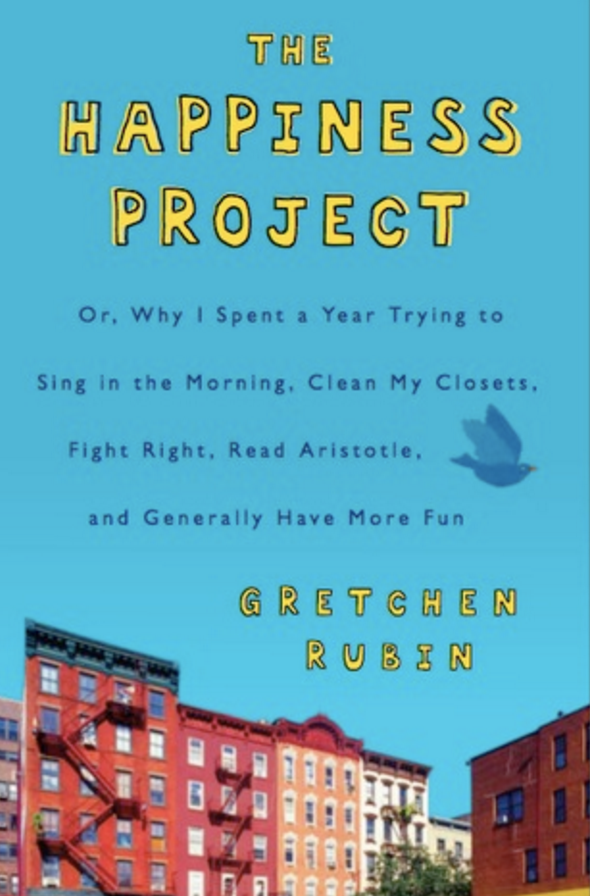 THE
HAPPINESS
PROJECT
Or, Why I Spent a Year Trying to
Sing in the Morning, Clean My Closets,
Fight Right, Read Aristotle,
and Generally Have More Fun
GRETCHEN
RUBIN